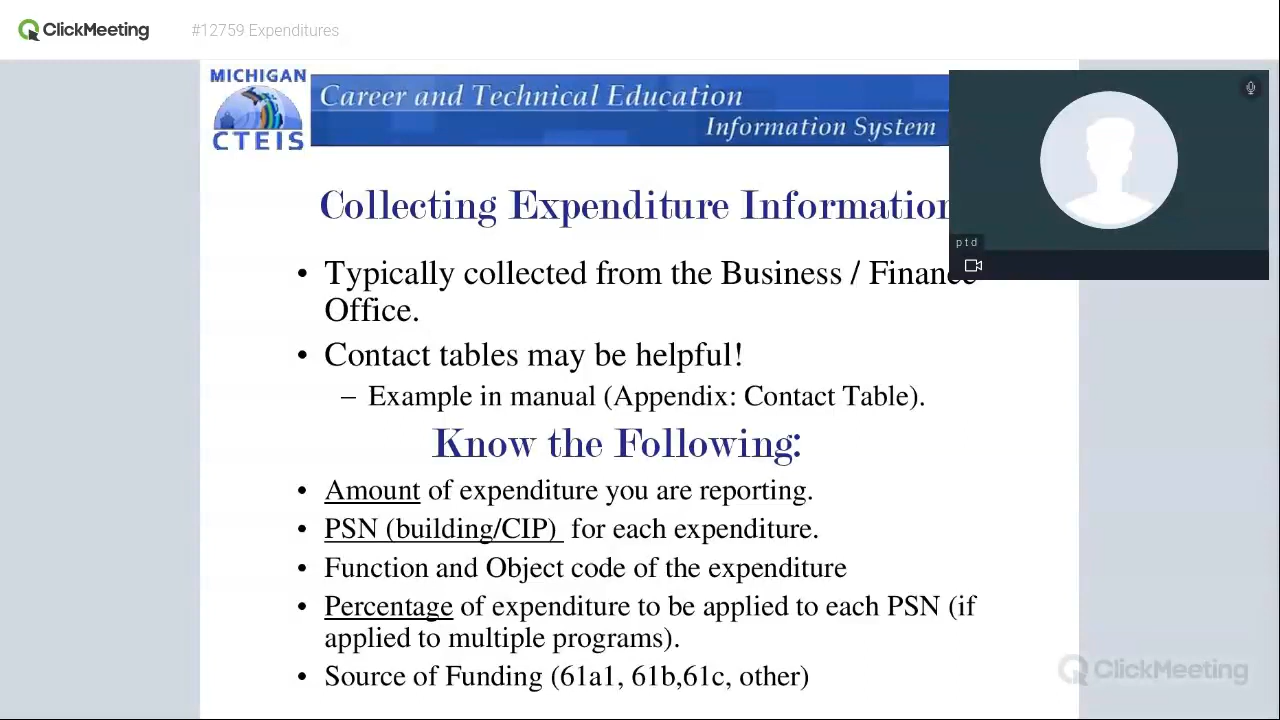 ClickMeeting
#12759 Expenditures
MICHIGAN
CTEIS
Career and Technical Education
Information System
Collecting Expenditure Information
ptd
• Typically collected from the Business / Finance
Office.
• Contact tables may be helpful!
– Example in manual (Appendix: Contact Table).
Know the Following:
• Amount of expenditure you are reporting.
• PSN (building/CIP) for each expenditure.
• Function and Object code of the expenditure
• Percentage of expenditure to be applied to each PSN (if
applied to multiple programs).
• Source of Funding (61a1, 61b,61c, other)
ClickMeeting